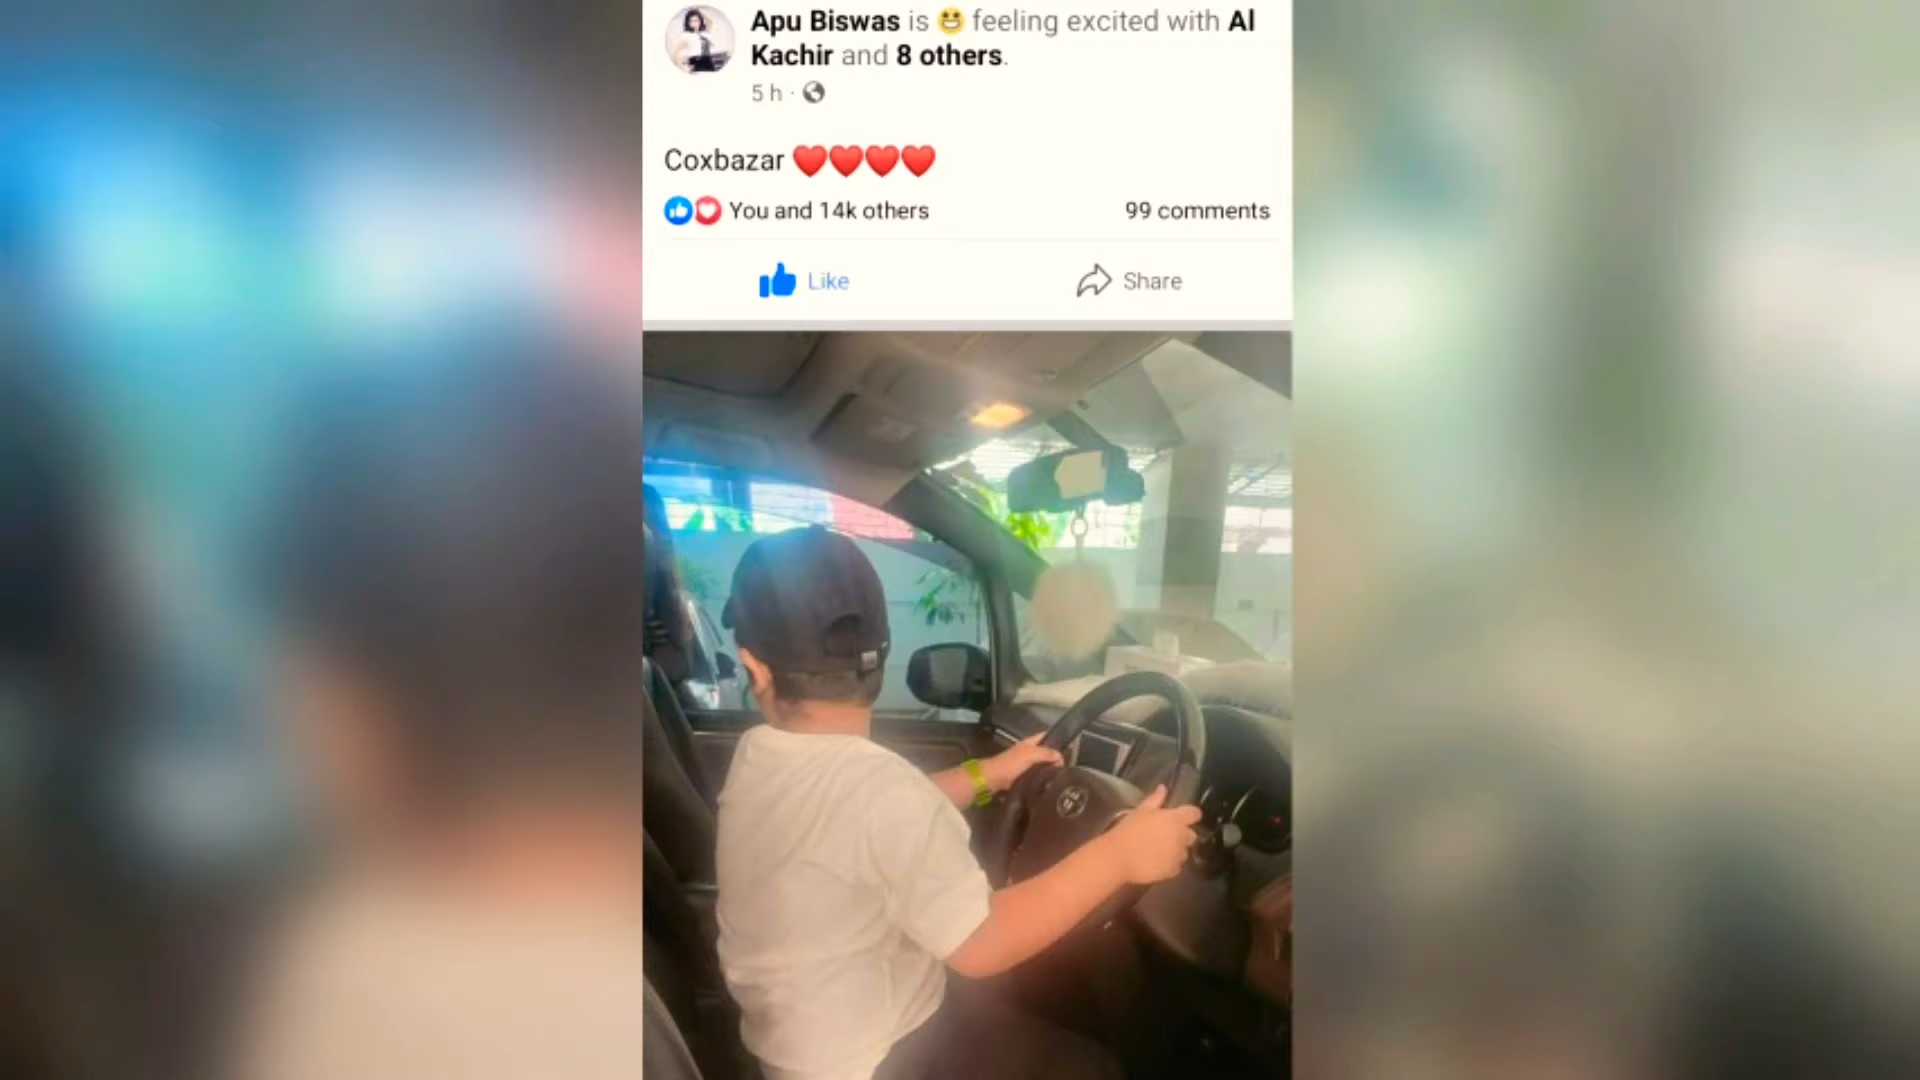 Apu Biswas is 😀 feeling excited with Al
Kachir and 8 others.
5 h ·
Coxbazar ❤️❤️❤️❤️
You and 14k others 99 comments
Like Share